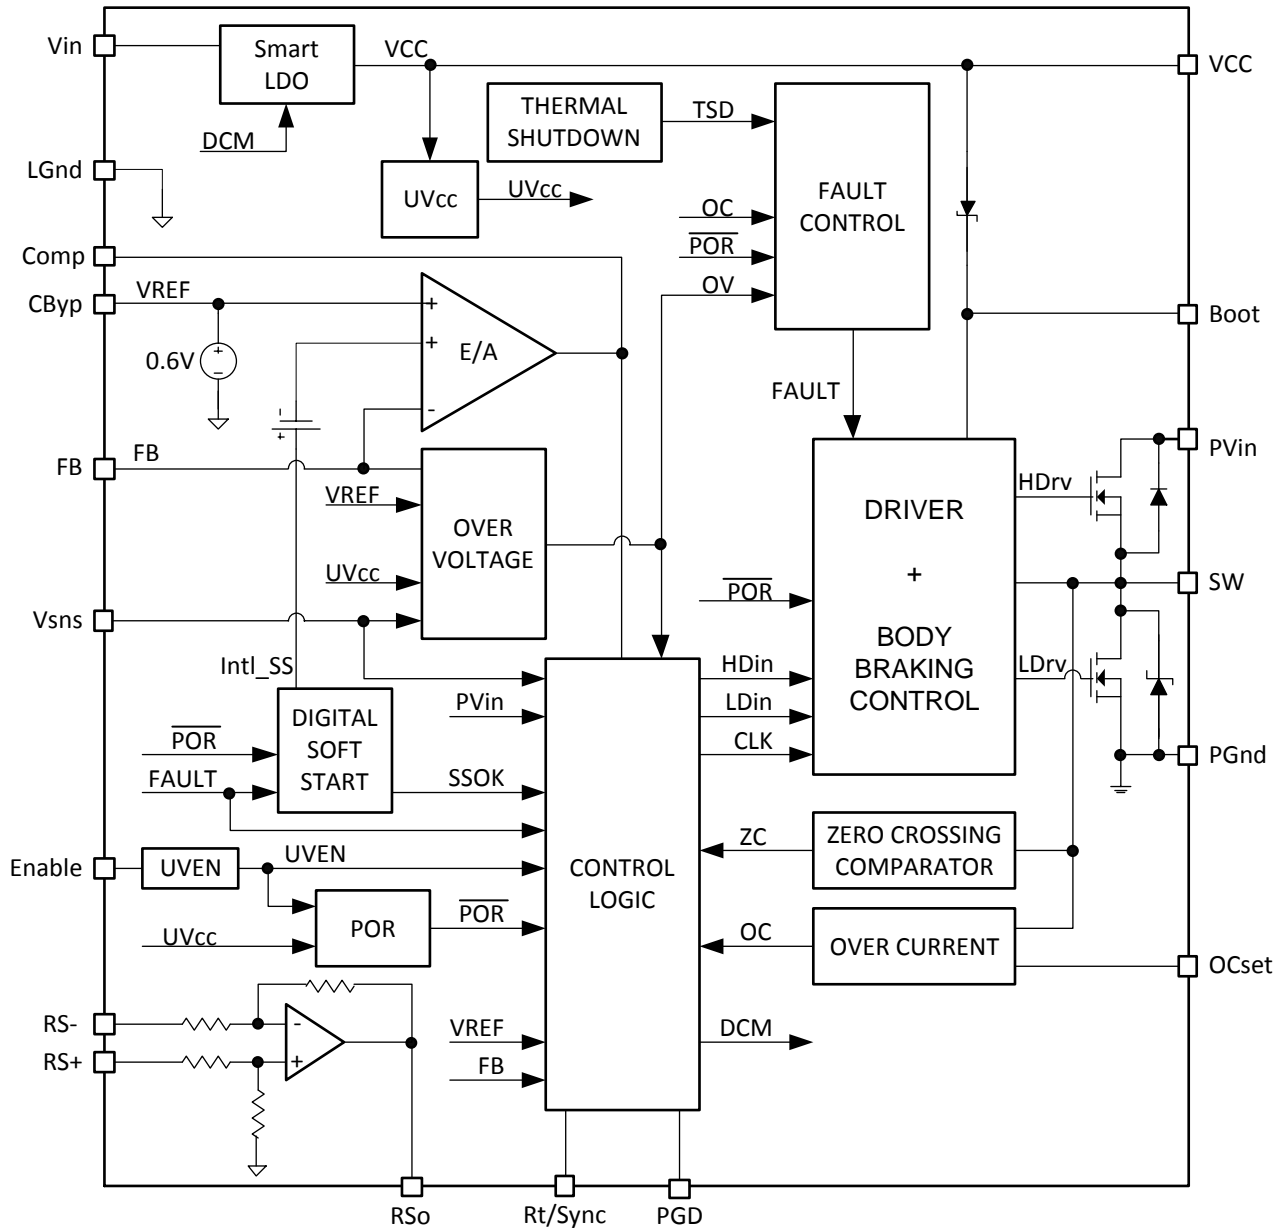 Vin
Smart
LDO
VCC
VCC
DCM
THERMAL
SHUTDOWN
TSD
LGnd
UVcc
UVcc
OC
POR
OV
FAULT
CONTROL
Comp
CByp
VREF
0.6V
+
-
+
+
-
E/A
Boot
FAULT
-
+
FB
FB
VREF
UVcc
OVER
VOLTAGE
PVin
HDrv
DRIVER
+
BODY
BRAKING
CONTROL
POR
SW
LDrv
Vsns
Intl_SS
PVin
HDin
LDin
CLK
PGnd
POR
FAULT
DIGITAL
SOFT
START
SSOK
ZC
ZERO CROSSING
COMPARATOR
Enable
UVEN
UVEN
CONTROL
LOGIC
UVcc
POR
POR
OC
OVER CURRENT
OCset
RS-
RS+
-
+
VREF
FB
DCM
RSo
Rt/Sync
PGD